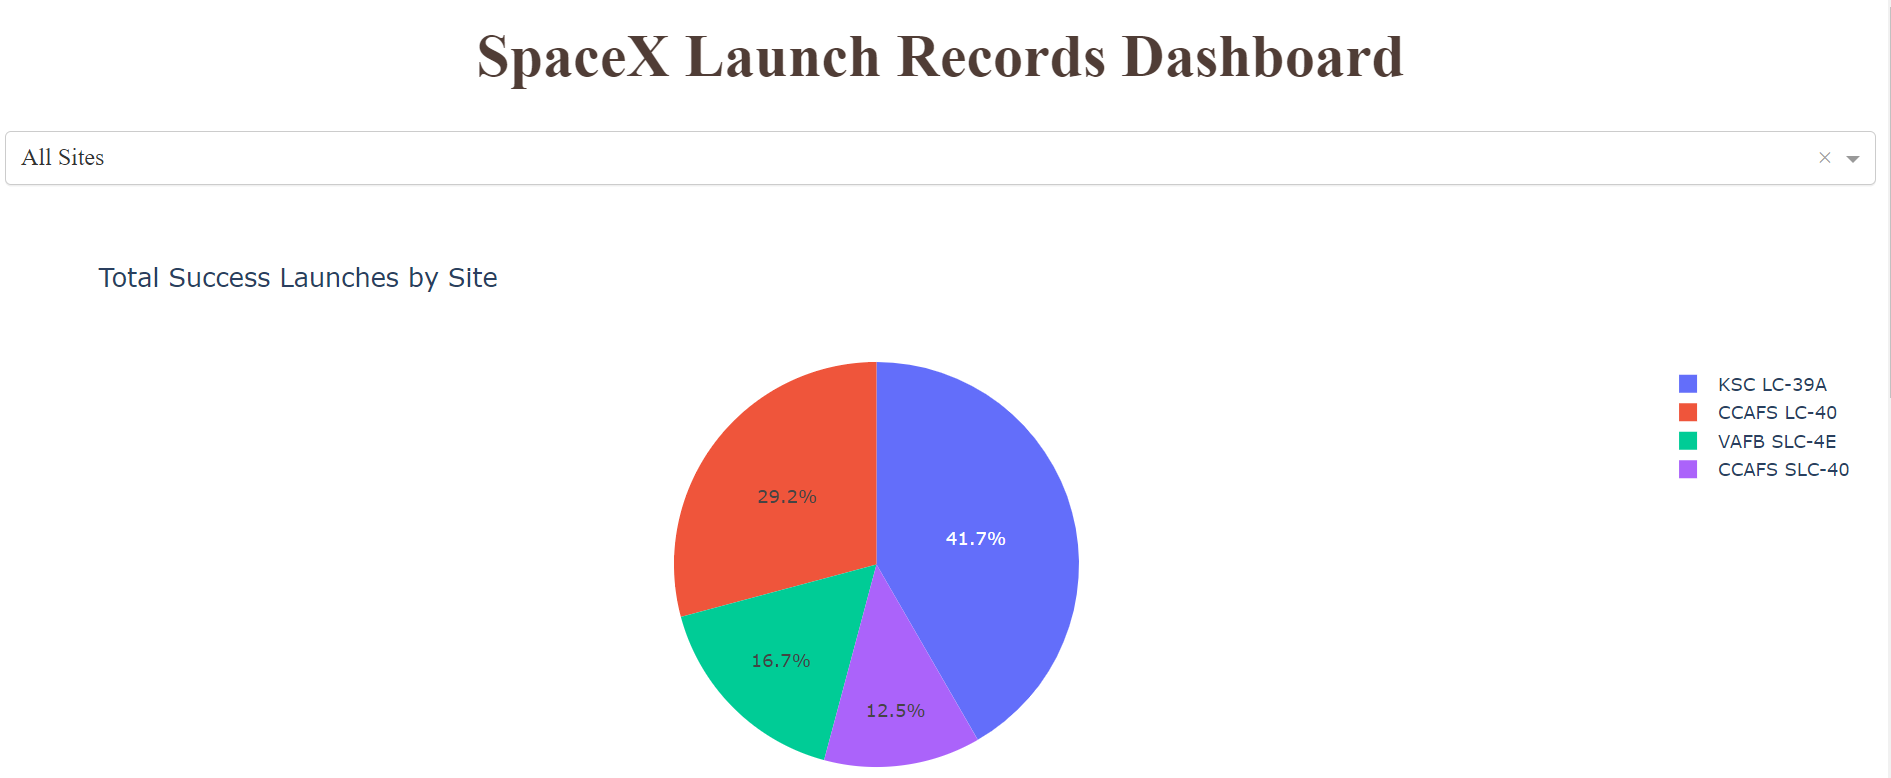 SpaceX Launch Records Dashboard
All Sites
Total Success Launches by Site
KSC LC-39A
CCAFS LC-40
VAFB SLC-4E
CCAFS SLC-40
29.2%
41.7%
16.7%
12.5%